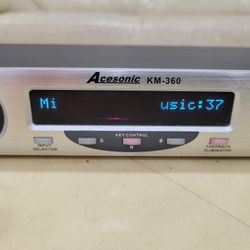 Acesonic KM-360
Mi usic:37
KEY CONTROL
INPUT SELECTOR
b
#
FEEDBACK ELIMINATOR
N